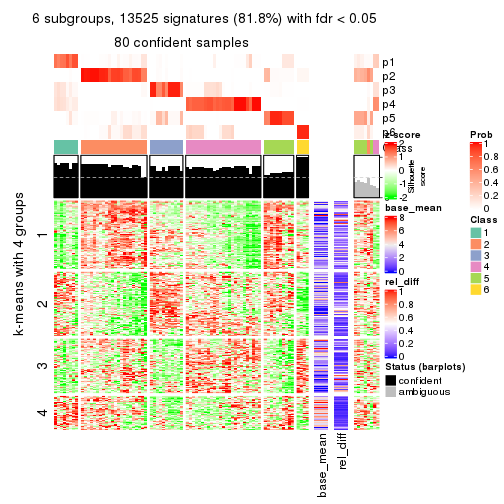 6 subgroups, 13525 signatures (81.8%) with fdr < 0.05
80 confident samples
p1
p2
p3
p4
p5
p6
z_score
2
1
0
-1
-2
Class
Silhouette
score
Prob
1
0.8
0.6
0.4
0.2
0
Class
1
2
3
4
5
6
base_mean
8
6
4
2
0
rel_diff
1
0.8
0.6
0.4
0.2
0
Status (barplots)
confident
ambiguous
k-means with 4 groups
1
2
3
4
base_mean
rel_diff